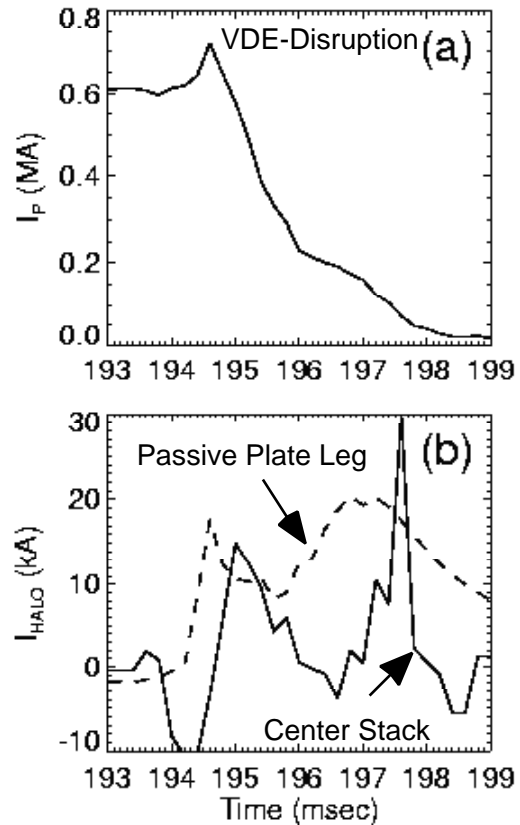 0.8
VDE-Disruption (a)
0.6
0.4
0.2
0.0
I_P (MA)
193 194 195 196 197 198 199
30
(b)
Passive Plate Leg
20
10
0
-10
I_HALO (kA)
Center Stack
193 194 195 196 197 198 199
Time (msec)